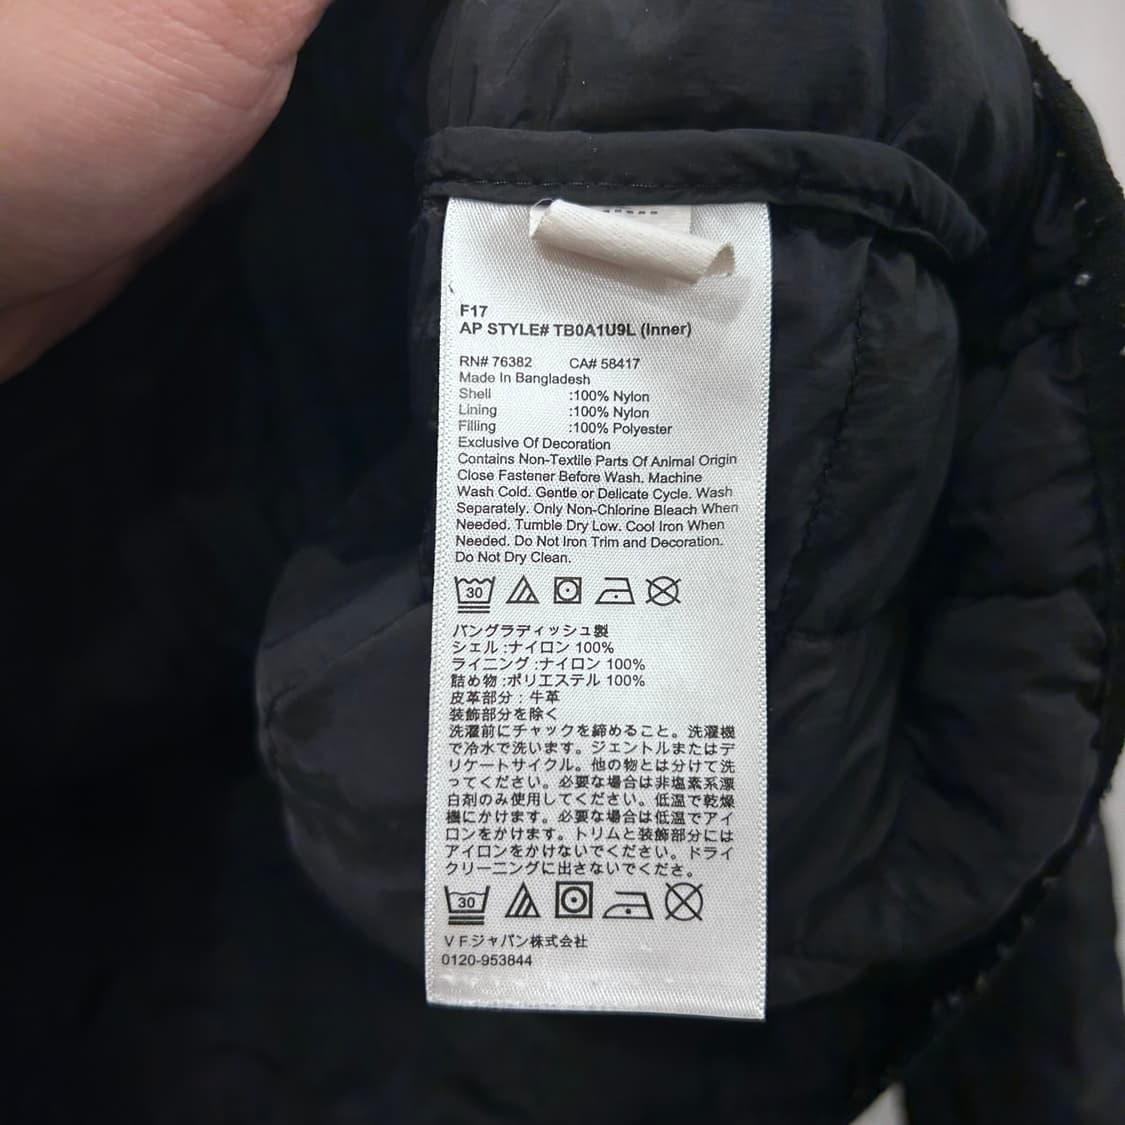 F17
AP STYLE# TB0A1U9L (Inner)
RN# 76382 CA# 58417
Made In Bangladesh
Shell :100% Nylon
Lining :100% Nylon
Filling :100% Polyester
Exclusive Of Decoration
Contains Non-Textile Parts Of Animal Origin
Close Fastener Before Wash. Machine
Wash Cold. Gentle or Delicate Cycle. Wash
Separately. Only Non-Chlorine Bleach When
Needed. Tumble Dry Low. Cool Iron When
Needed. Do Not Iron Trim and Decoration.
Do Not Dry Clean.
30
バングラディッシュ製
シェル :ナイロン 100%
ライニング :ナイロン 100%
詰め物 :ポリエステル 100%
皮革部分 : 牛革
装飾部分を除く
洗濯前にチャックを締めること。洗濯機
で冷水で洗います。ジェントルまたはデ
リケートサイクル。他の物とは分けて洗
ってください。必要な場合は非塩素系漂
白剤のみ使用してください。低温で乾燥
機にかけます。必要な場合は低温でアイ
ロンをかけます。トリムと装飾部分には
アイロンをかけないでください。ドライ
クリーニングに出さないでくださ。
30
VFジャパン株式会社
0120-953844